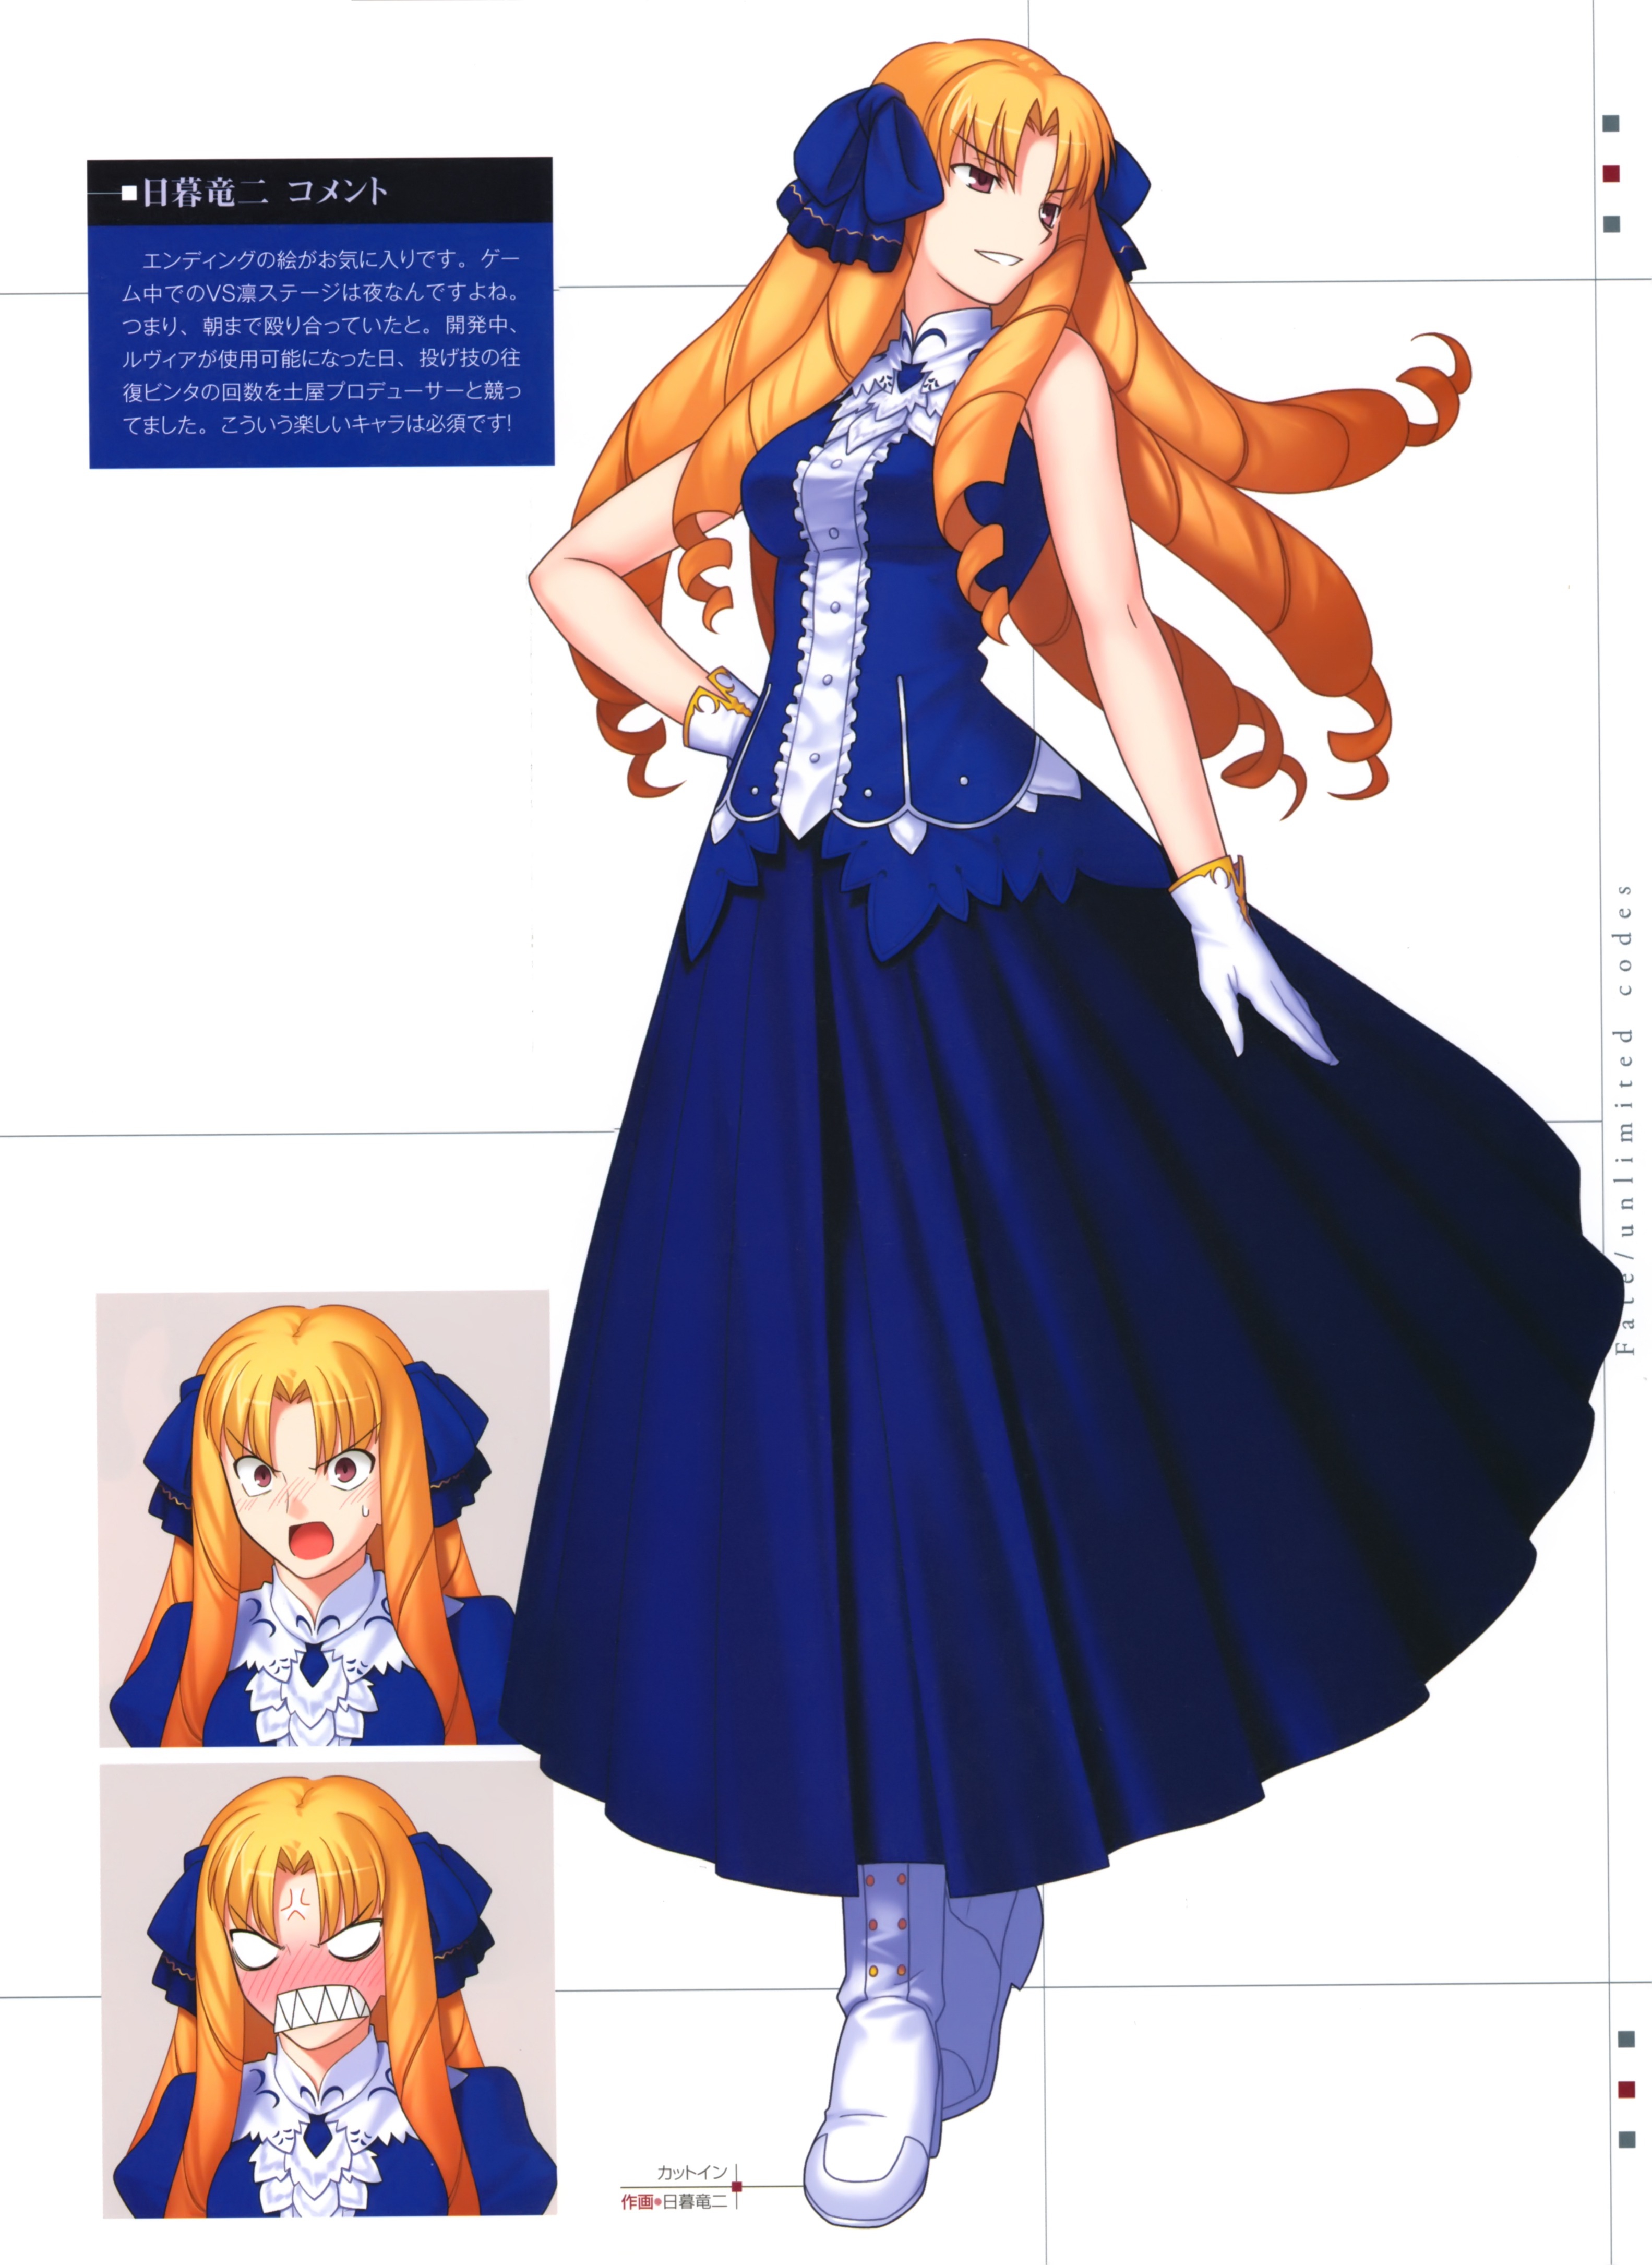 ■日暮竜二 コメント
エンディングの絵がお気に入りです。ゲー
ム中でのVS凛ステージは夜なんですよね。
つまり、朝まで殴り合っていたと。開発中、
ルヴィアが使用可能になった日、投げ技の往
復ビンタの回数を土屋プロデューサーと競っ
てました。こういう楽しいキャラは必須です!
Fate/unlimited codes
カットイン
作画●日暮竜二